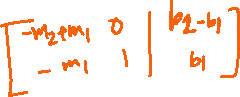 [-m₂+m₁ 0 | b₂-b₁
-m₁ 1 | b₁]